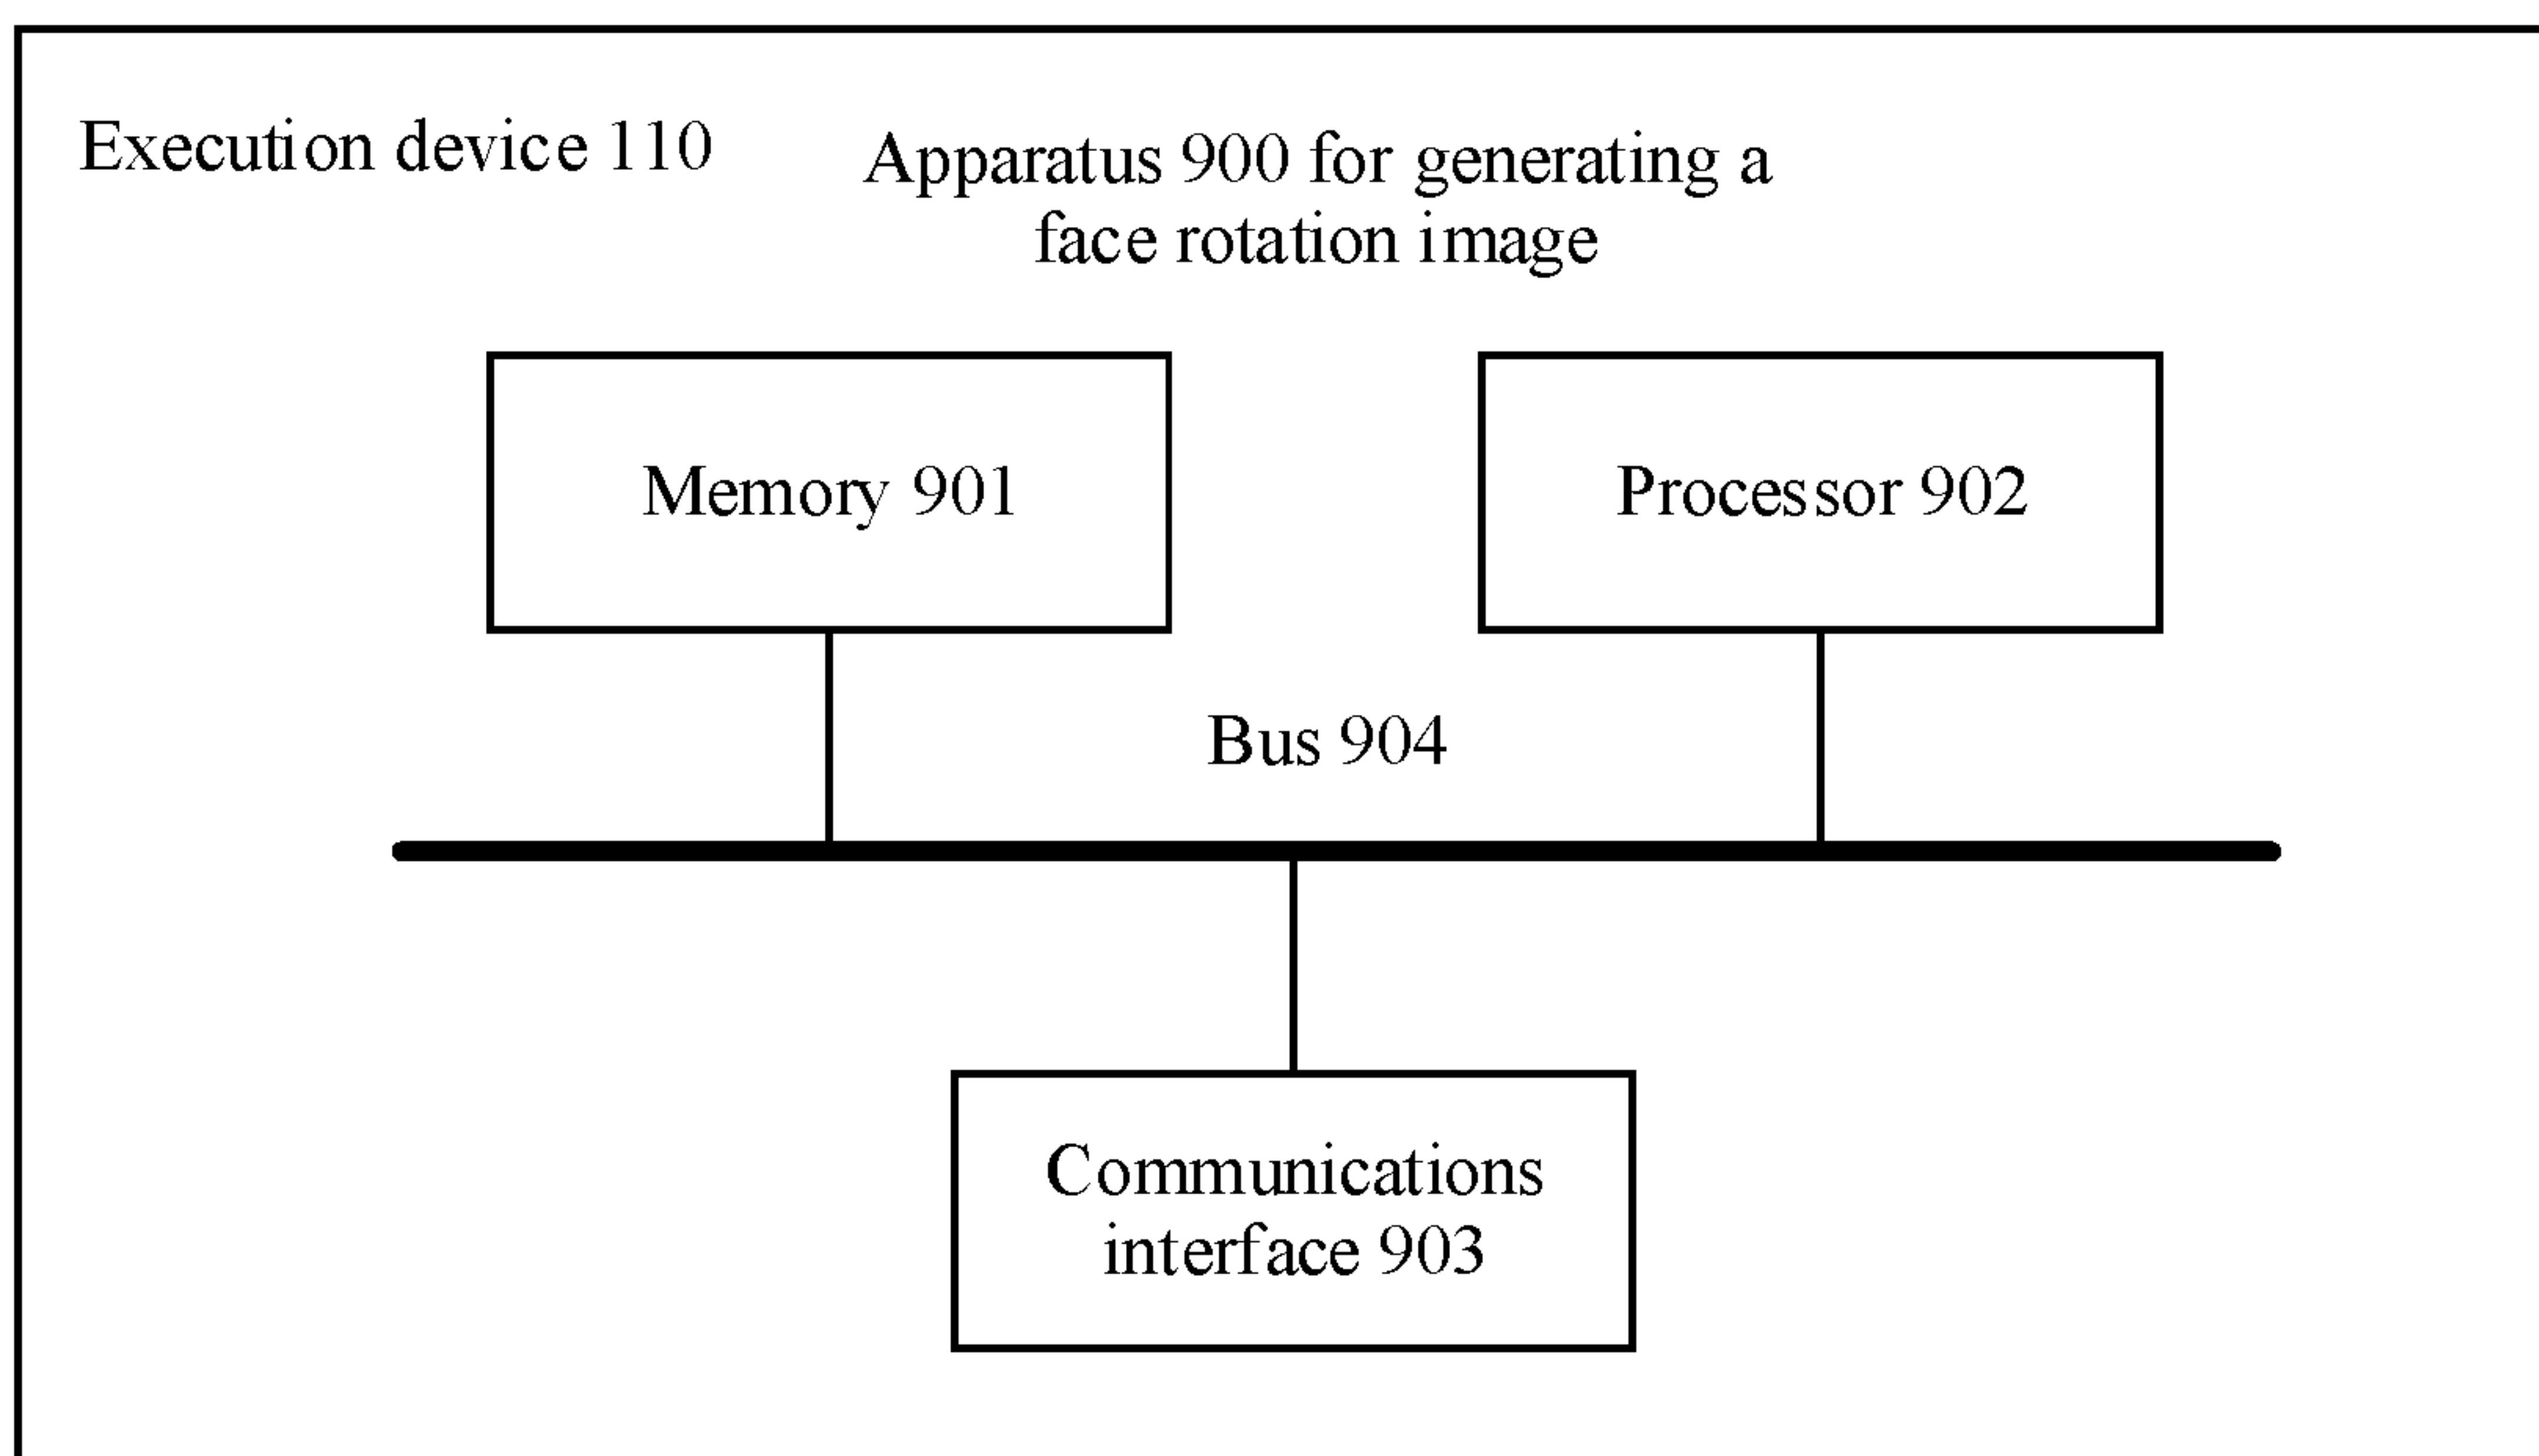 Execution device 110
Apparatus 900 for generating a
face rotation image
Memory 901
Processor 902
Bus 904
Communications
interface 903